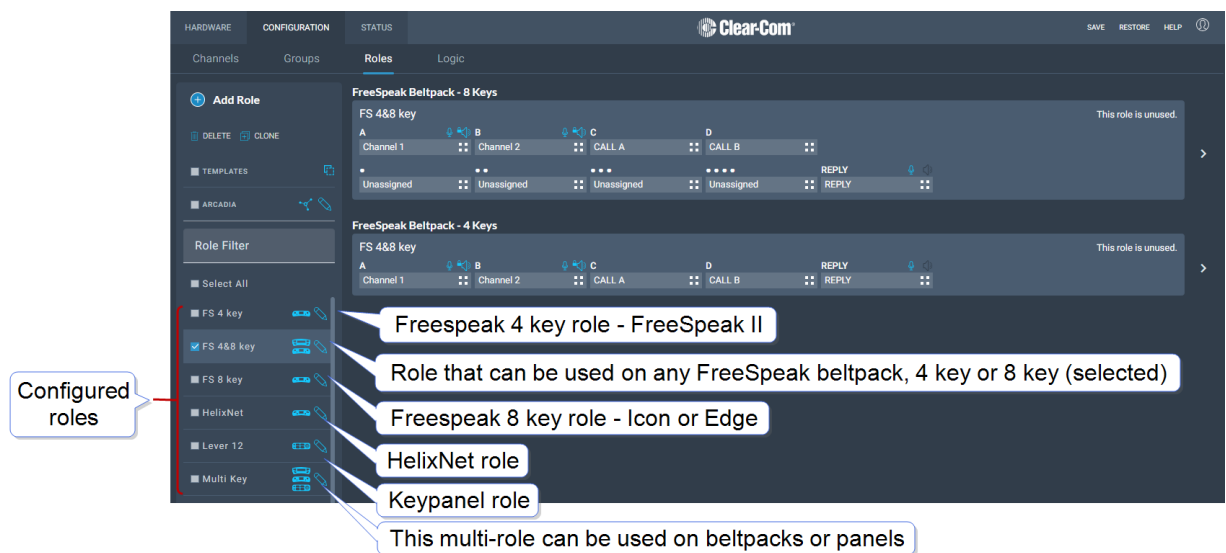 HARDWARE CONFIGURATION STATUS Clear-Com SAVE RESTORE HELP
Channels Groups Roles Logic
Add Role
DELETE CLONE
TEMPLATES
ARCADIA
Role Filter
Select All
FS 4 key
FS 4&8 key
FS 8 key
HelixNet
Lever 12
Multi Key
FreeSpeak Beltpack - 8 Keys
FS 4&8 key This role is unused.
A B C D
Channel 1 Channel 2 CALL A CALL B
• •• ••• •••• REPLY
Unassigned Unassigned Unassigned Unassigned REPLY
FreeSpeak Beltpack - 4 Keys
FS 4&8 key This role is unused.
A B C D REPLY
Channel 1 Channel 2 CALL A CALL B REPLY
Configured
roles
Freespeak 4 key role - FreeSpeak II
Role that can be used on any FreeSpeak beltpack, 4 key or 8 key (selected)
Freespeak 8 key role - Icon or Edge
HelixNet role
Keypanel role
This multi-role can be used on beltpacks or panels